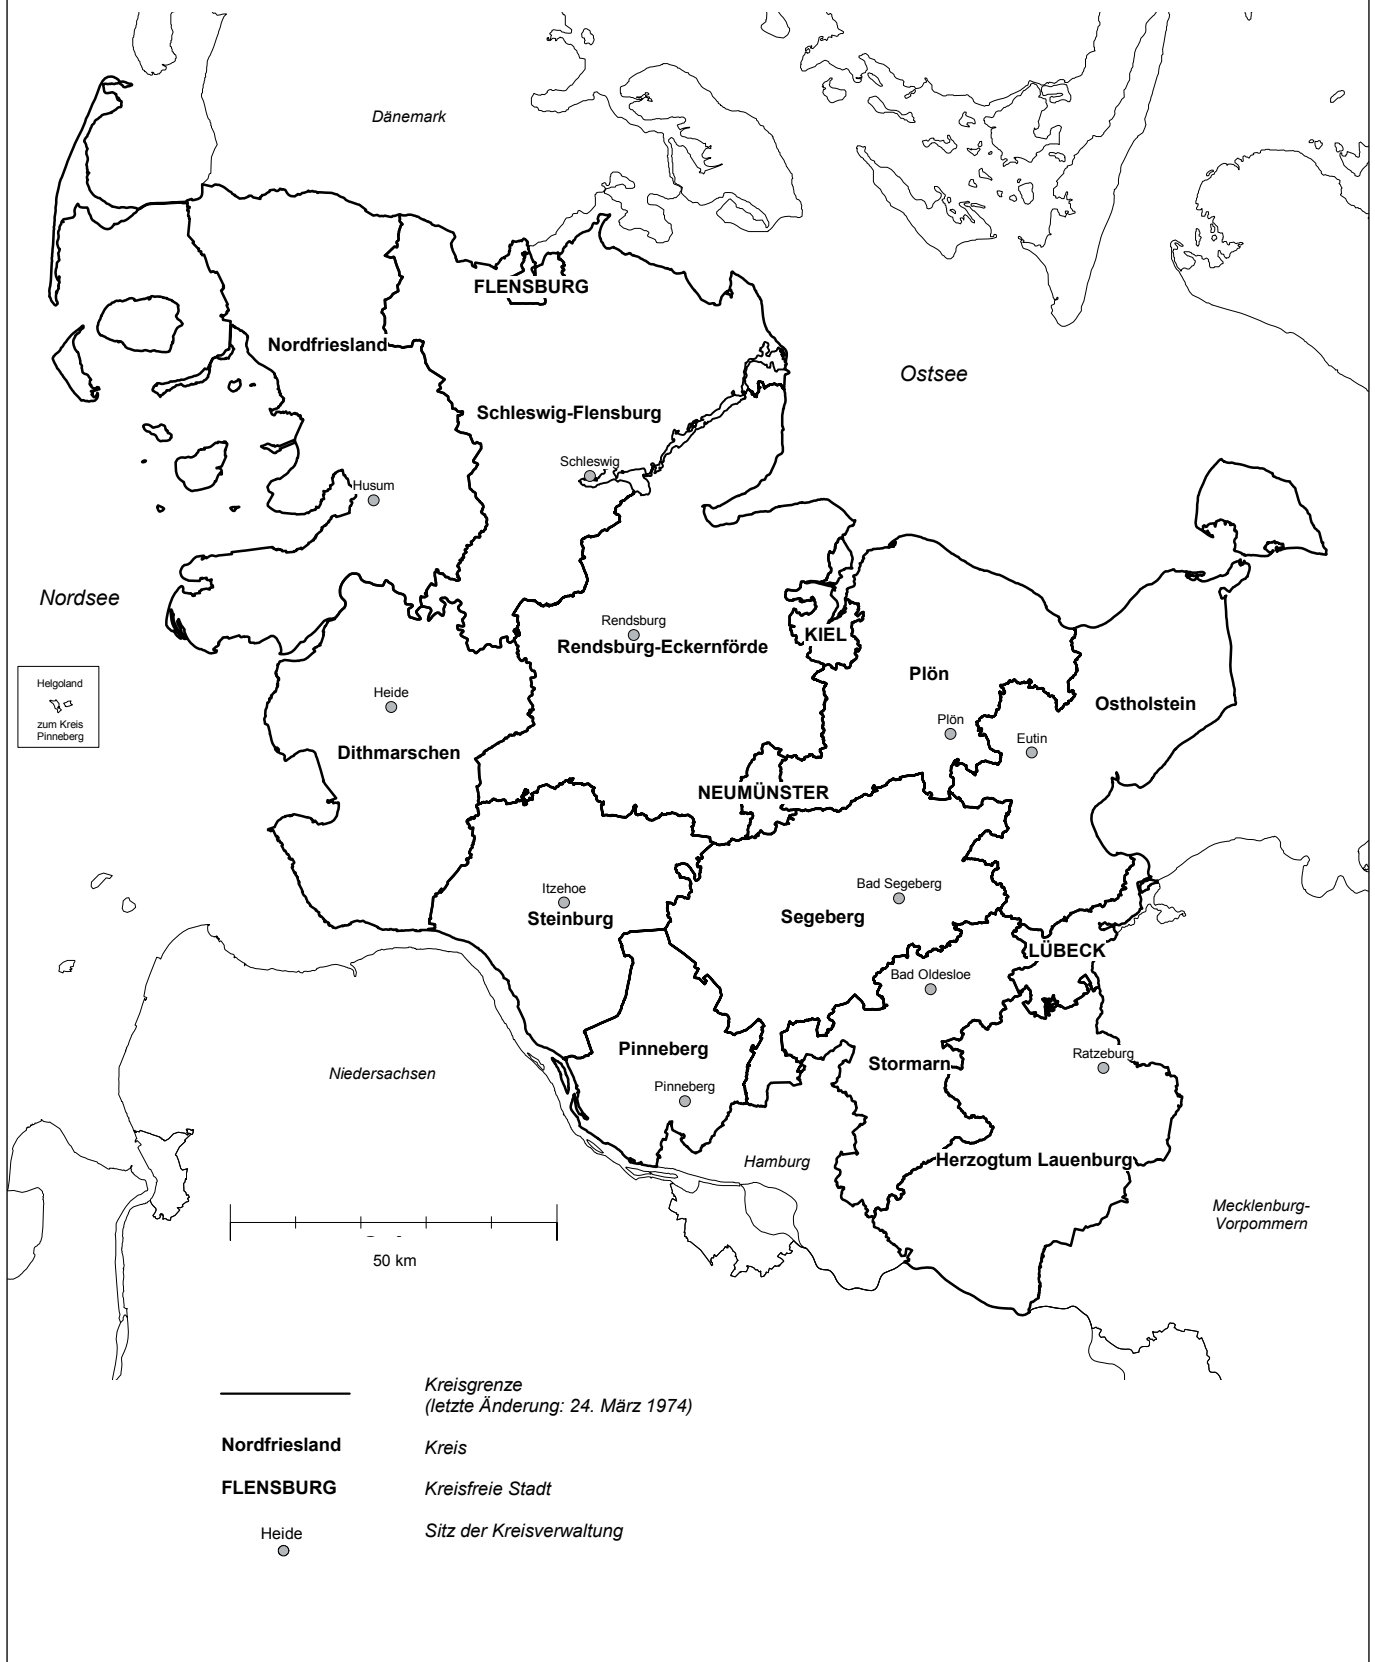 Dänemark
FLENSBURG
Nordfriesland
Ostsee
Schleswig-Flensburg
Schleswig
Husum
Nordsee
Rendsburg
KIEL
Rendsburg-Eckernförde
Plön
Helgoland
zum Kreis
Pinneberg
Heide
Ostholstein
Plön
Eutin
Dithmarschen
NEUMÜNSTER
Itzehoe
Bad Segeberg
Steinburg
Segeberg
LÜBECK
Bad Oldesloe
Pinneberg
Stormarn
Ratzeburg
Niedersachsen
Pinneberg
Hamburg
Herzogtum Lauenburg
Mecklenburg-
Vorpommern
50 km
Kreisgrenze
(letzte Änderung: 24. März 1974)
Nordfriesland
Kreis
FLENSBURG
Kreisfreie Stadt
Heide
Sitz der Kreisverwaltung